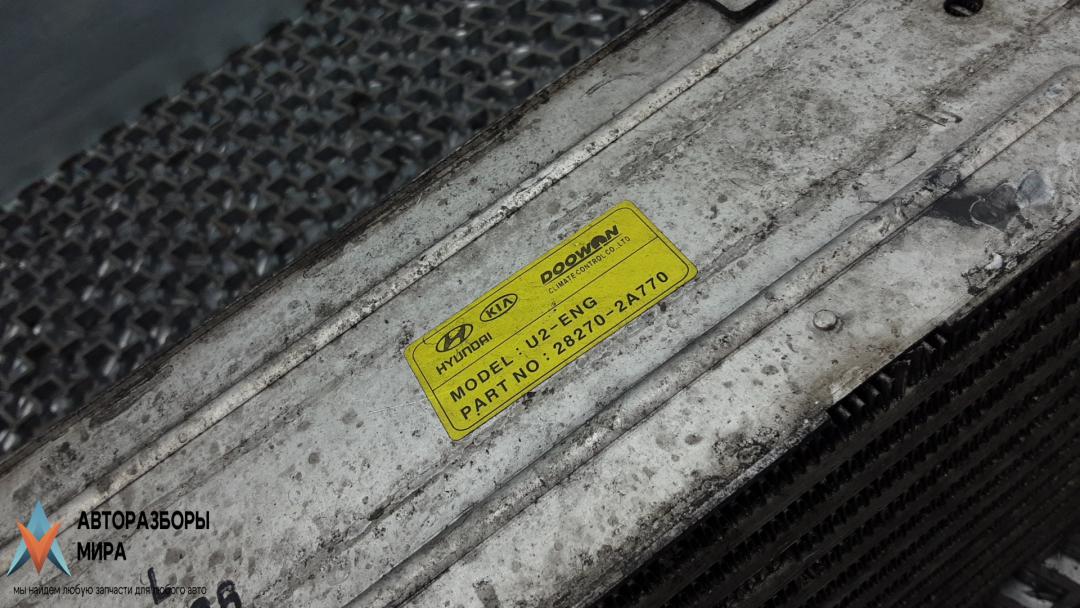 HYUNDAI
KIA
DOOWON
CLIMATE CONTROL CO., LTD
MODEL : U2-ENG
PART NO : 28270-2A770
АВТОРАЗБОРЫ
МИРА
мы найдем любую запчасти для любого авто